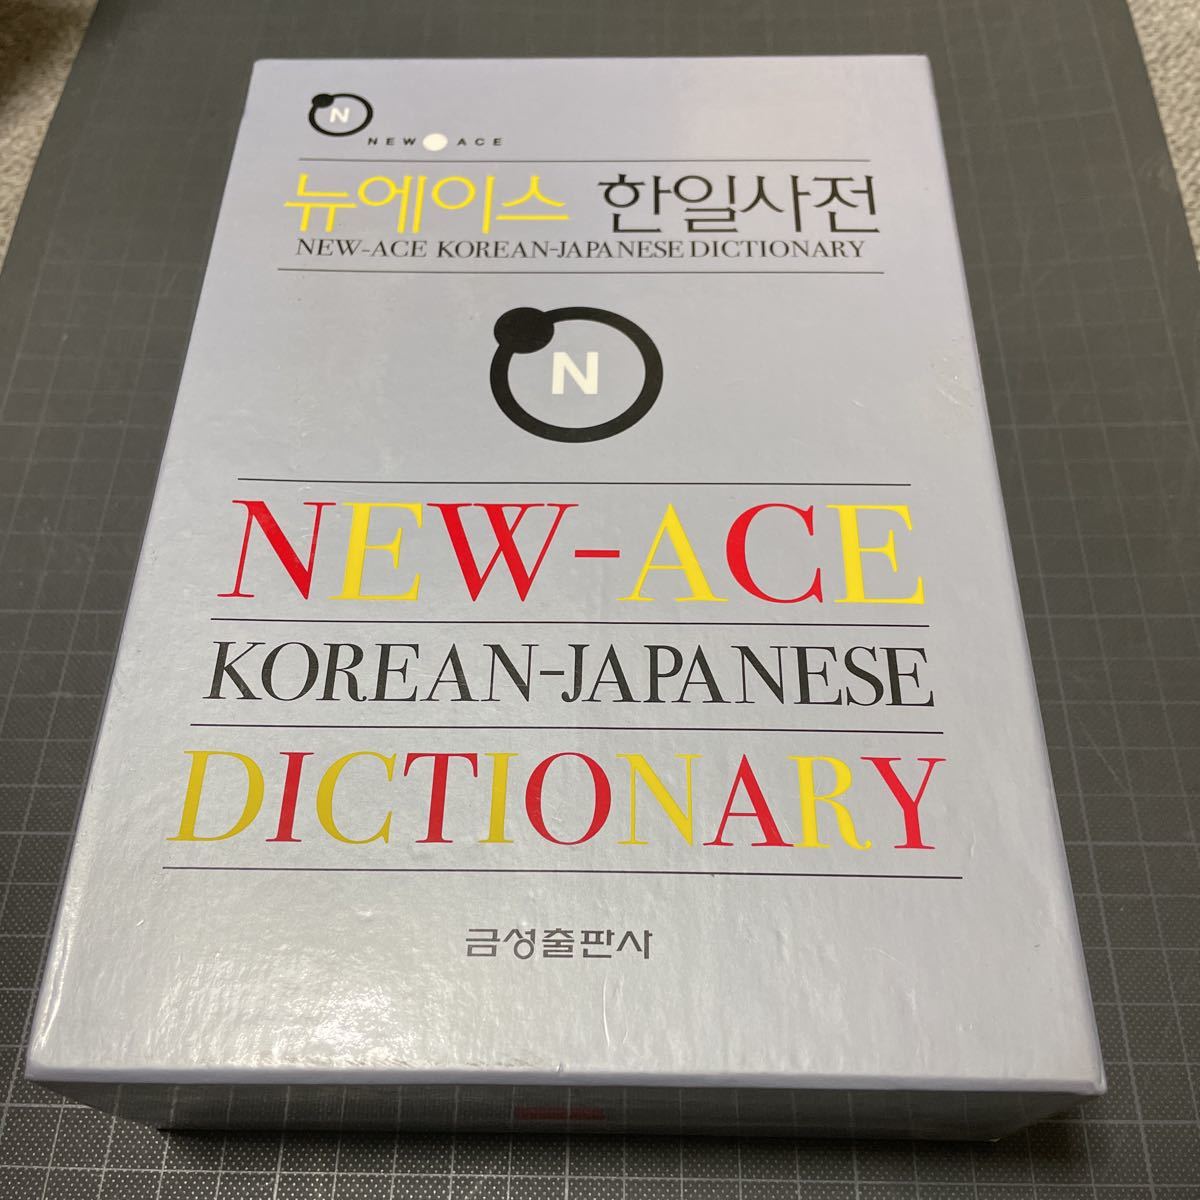 N
NEW ACE
뉴에이스 한일사전
NEW-ACE KOREAN-JAPANESE DICTIONARY
N
NEW-ACE
KOREAN-JAPANESE
DICTIONARY
금성출판사